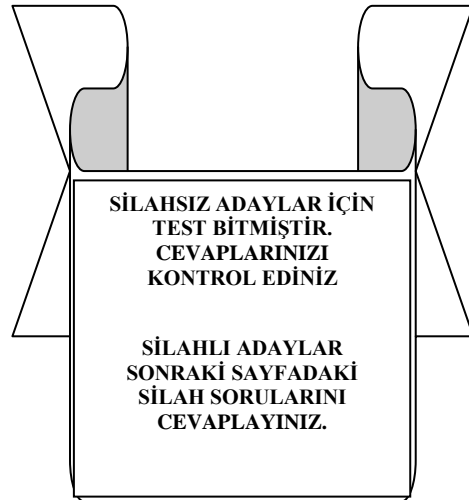 SİLAHSIZ ADAYLAR İÇİN
TEST BİTMİŞTİR.
CEVAPLARINIZI
KONTROL EDİNİZ
SİLAHLI ADAYLAR
SONRAKİ SAYFADAKİ
SİLAH SORULARINI
CEVAPLAYINIZ.